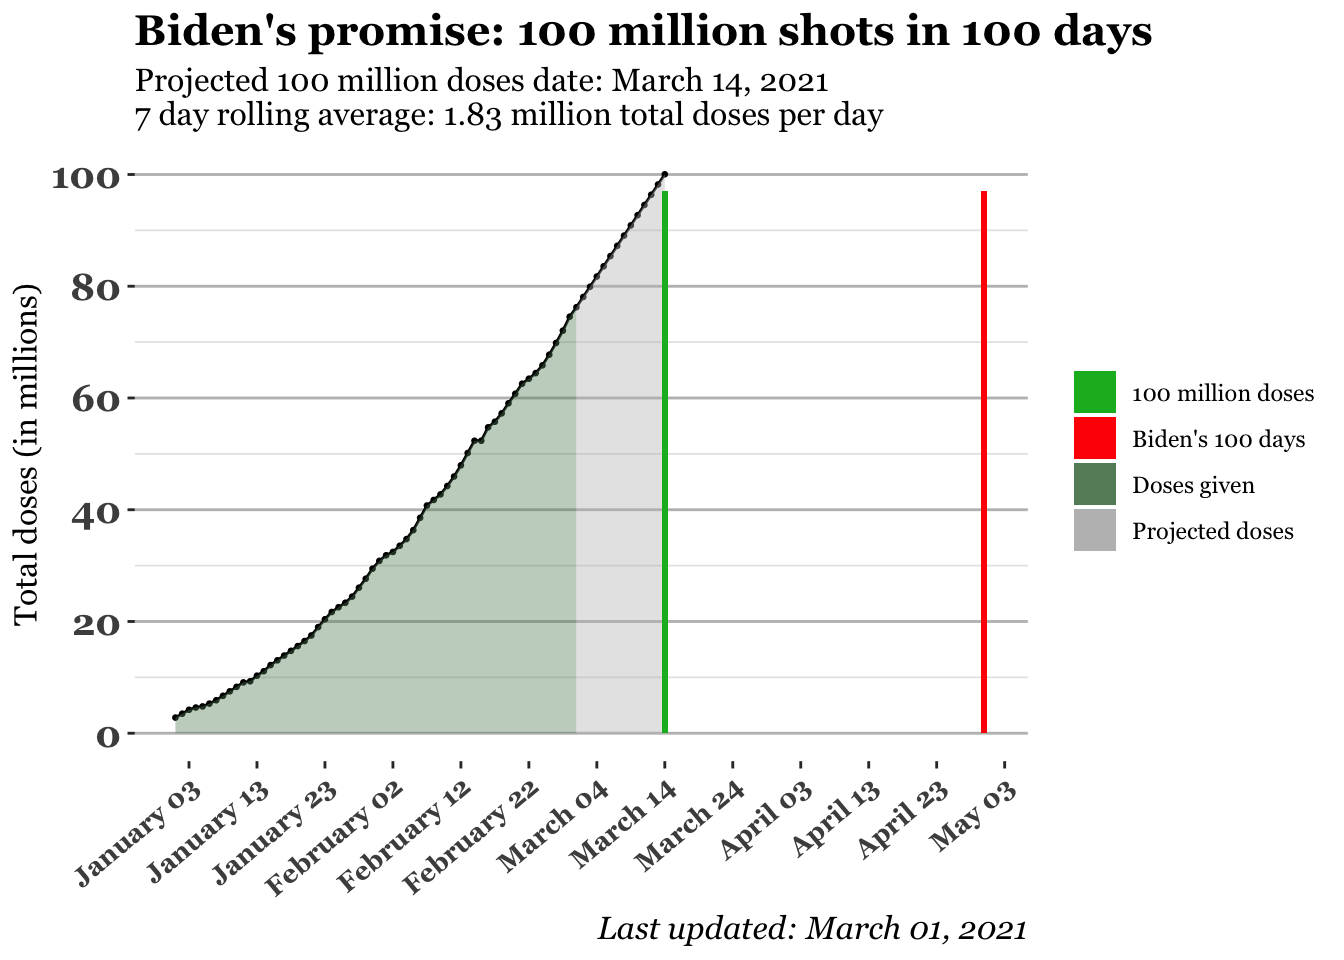 Biden's promise: 100 million shots in 100 days
Projected 100 million doses date: March 14, 2021
7 day rolling average: 1.83 million total doses per day
Total doses (in millions)
100
80
60
40
20
0
January 03
January 13
January 23
February 02
February 12
February 22
March 04
March 14
March 24
April 03
April 13
April 23
May 03
100 million doses
Biden's 100 days
Doses given
Projected doses
Last updated: March 01, 2021